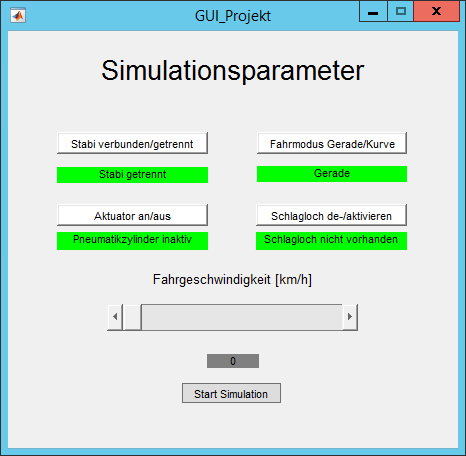 GUI_Projekt
Simulationsparameter
Stabi verbunden/getrennt
Fahrmodus Gerade/Kurve
Stabi getrennt
Gerade
Aktuator an/aus
Schlagloch de-/aktivieren
Pneumatikzylinder inaktiv
Schlagloch nicht vorhanden
Fahrgeschwindigkeit [km/h]
0
Start Simulation